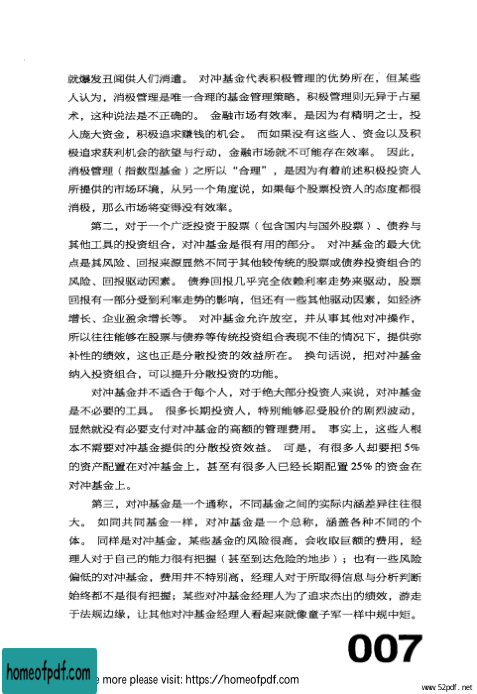 就爆发丑闻供人们消遣。 对冲基金代表积极管理的优势所在，但某些
人认为，消极管理是唯一合理的基金管理策略，积极管理则无异于占星
术，这种说法是不正确的。 金融市场有效率，是因为有精明之士，投
入庞大资金，积极追求赚钱的机会。 而如果没有这些人、资金以及积
极追求获利机会的欲望与行动，金融市场就不可能存在效率。 因此，
消极管理（指数型基金）之所以“合理”，是因为有着前述积极投资人
所提供的市场环境，从另一个角度说，如果每个股票投资人的态度都很
消极，那么市场将变得没有效率。
第二，对于一个广泛投资于股票（包含国内与国外股票）、债券与
其他工具的投资组合，对冲基金是很有用的部分。 对冲基金的最大优
点是其风险、回报来源显然不同于其他较传统的股票或债券投资组合的
风险、回报驱动因素。 债券回报几乎完全依赖利率走势来驱动，股票
回报有一部分受到利率走势的影响，但还有一些其他驱动因素，如经济
增长、企业盈余增长等。 对冲基金允许放空，并从事其他对冲操作，
所以往往能够在股票与债券等传统投资组合表现不佳的情况下，提供弥
补性的绩效，这也正是分散投资的效益所在。 换句话说，把对冲基金
纳入投资组合，可以提升分散投资的功能。
对冲基金并不适合于每个人，对于绝大部分投资人来说，对冲基金
是不必要的工具。 很多长期投资人，特别能够忍受股价的剧烈波动，
显然就没有必要支付对冲基金的高额的管理费用。 事实上，这些人根
本不需要对冲基金提供的分散投资效益。 可是，有很多人却要把 5%
的资产配置在对冲基金上，甚至有很多人已经长期配置 25% 的资金在
对冲基金上。
第三，对冲基金是一个通称，不同基金之间的实际内涵差异往往很
大。 如同共同基金一样，对冲基金是一个总称，涵盖各种不同的个
体。 同样是对冲基金，某些基金的风险很高，会收取巨额的费用，经
理人对于自己的能力很有把握（甚至到达危险的地步）；也有一些风险
偏低的对冲基金，费用并不特别高，经理人对于所取得信息与分析判断
始终都不是很有把握；某些对冲基金经理人为了追求杰出的绩效，游走
于法规边缘，让其他对冲基金经理人看起来就像童子军一样中规中矩。
007
homeofpdf.com
more please visit: https://homeofpdf.com
www.52pdf.net